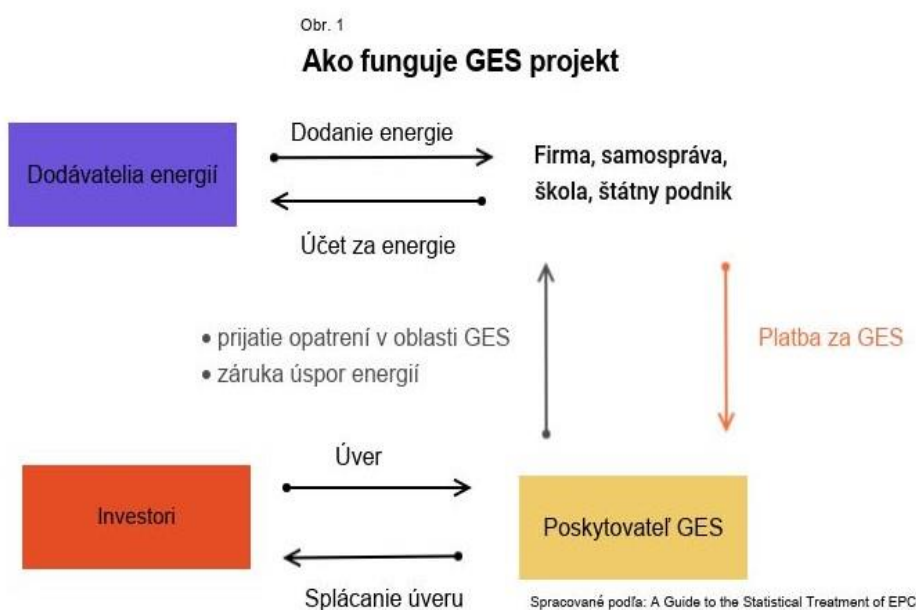 Obr. 1
Ako funguje GES projekt
Dodávatelia energií
Dodanie energie
Účet za energie
Firma, samospráva,
škola, štátny podnik
• prijatie opatrení v oblasti GES
• záruka úspor energií
Platba za GES
Investori
Úver
Splácanie úveru
Poskytovateľ GES
Spracované podľa: A Guide to the Statistical Treatment of EPC